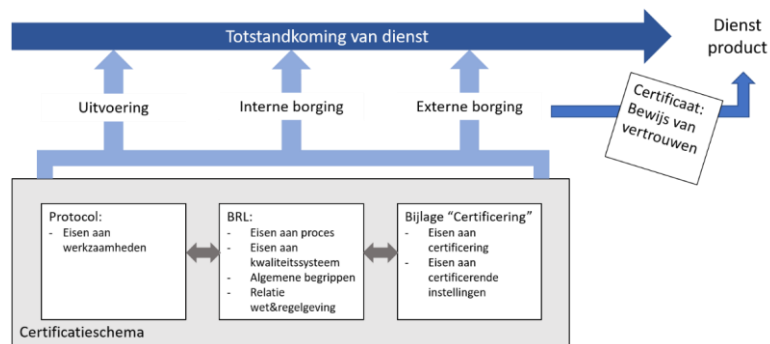 Totstandkoming van dienst
Dienst
product
Uitvoering
Interne borging
Externe borging
Certificaat:
Bewijs van
vertrouwen
Protocol:
- Eisen aan
werkzaamheden
BRL:
- Eisen aan proces
- Eisen aan
kwaliteitssysteem
- Algemene begrippen
- Relatie
wet&regelgeving
Bijlage “Certificering”
- Eisen aan
certificering
- Eisen aan
certificerende
instellingen
Certificatieschema